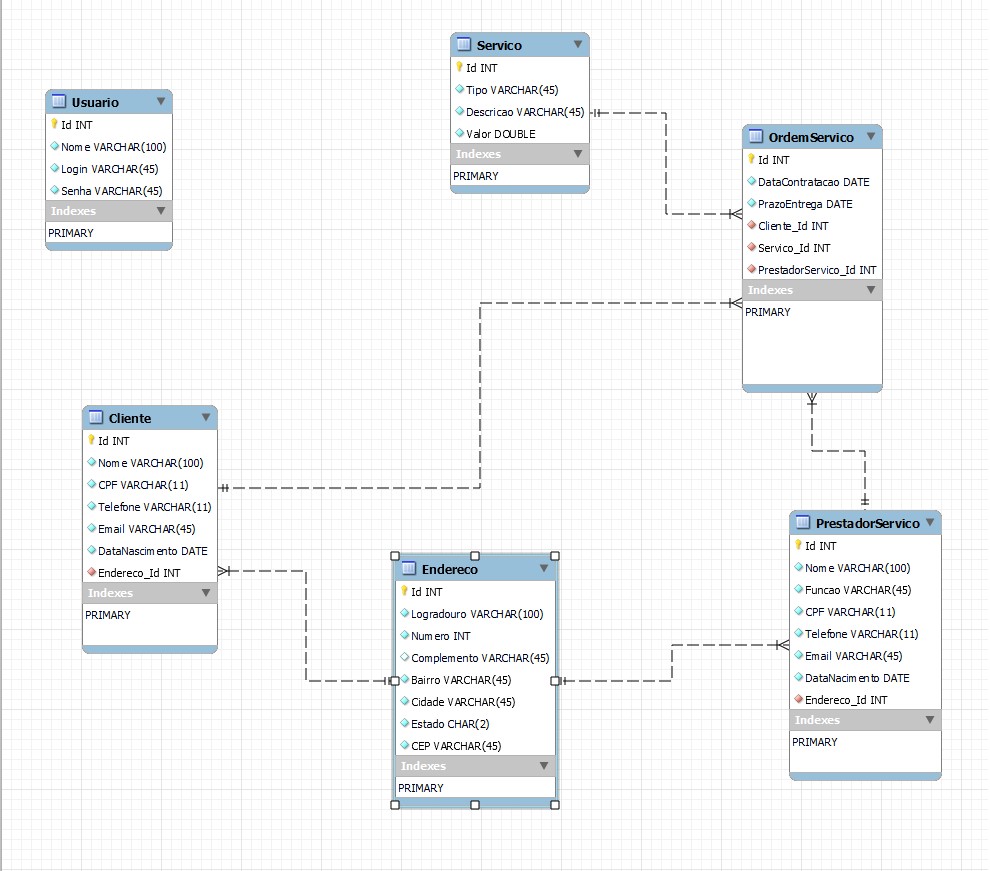 Usuario
Id INT
Nome VARCHAR(100)
Login VARCHAR(45)
Senha VARCHAR(45)
Indexes
PRIMARY
Servico
Id INT
Tipo VARCHAR(45)
Descricao VARCHAR(45)
Valor DOUBLE
Indexes
PRIMARY
OrdemServico
Id INT
DataContratacao DATE
PrazoEntrega DATE
Cliente_Id INT
Servico_Id INT
PrestadorServico_Id INT
Indexes
PRIMARY
Cliente
Id INT
Nome VARCHAR(100)
CPF VARCHAR(11)
Telefone VARCHAR(11)
Email VARCHAR(45)
DataNascimento DATE
Endereco_Id INT
Indexes
PRIMARY
Endereco
Id INT
Logradouro VARCHAR(100)
Numero INT
Complemento VARCHAR(45)
Bairro VARCHAR(45)
Cidade VARCHAR(45)
Estado CHAR(2)
CEP VARCHAR(45)
Indexes
PRIMARY
PrestadorServico
Id INT
Nome VARCHAR(100)
Funcao VARCHAR(45)
CPF VARCHAR(11)
Telefone VARCHAR(11)
Email VARCHAR(45)
DataNacimento DATE
Endereco_Id INT
Indexes
PRIMARY